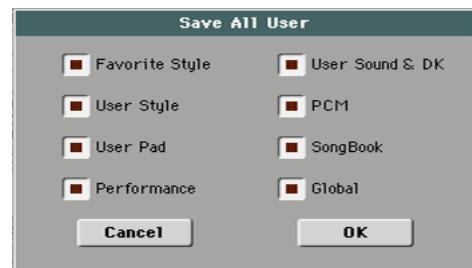 Save All User
Favorite Style
User Sound & DK
User Style
PCM
User Pad
SongBook
Performance
Global
Cancel
OK